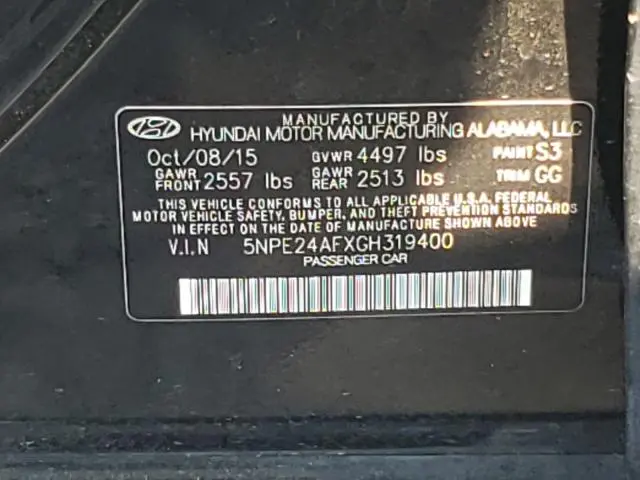 MANUFACTURED BY
HYUNDAI MOTOR MANUFACTURING ALABAMA, LLC
Oct/08/15 GVWR 4497 lbs PAINT S3
GAWR FRONT 2557 lbs GAWR REAR 2513 lbs TRIM GG
THIS VEHICLE CONFORMS TO ALL APPLICABLE U.S.A. FEDERAL
MOTOR VEHICLE SAFETY, BUMPER, AND THEFT PREVENTION STANDARDS
IN EFFECT ON THE DATE OF MANUFACTURE SHOWN ABOVE
V.I.N 5NPE24AFXGH319400
PASSENGER CAR